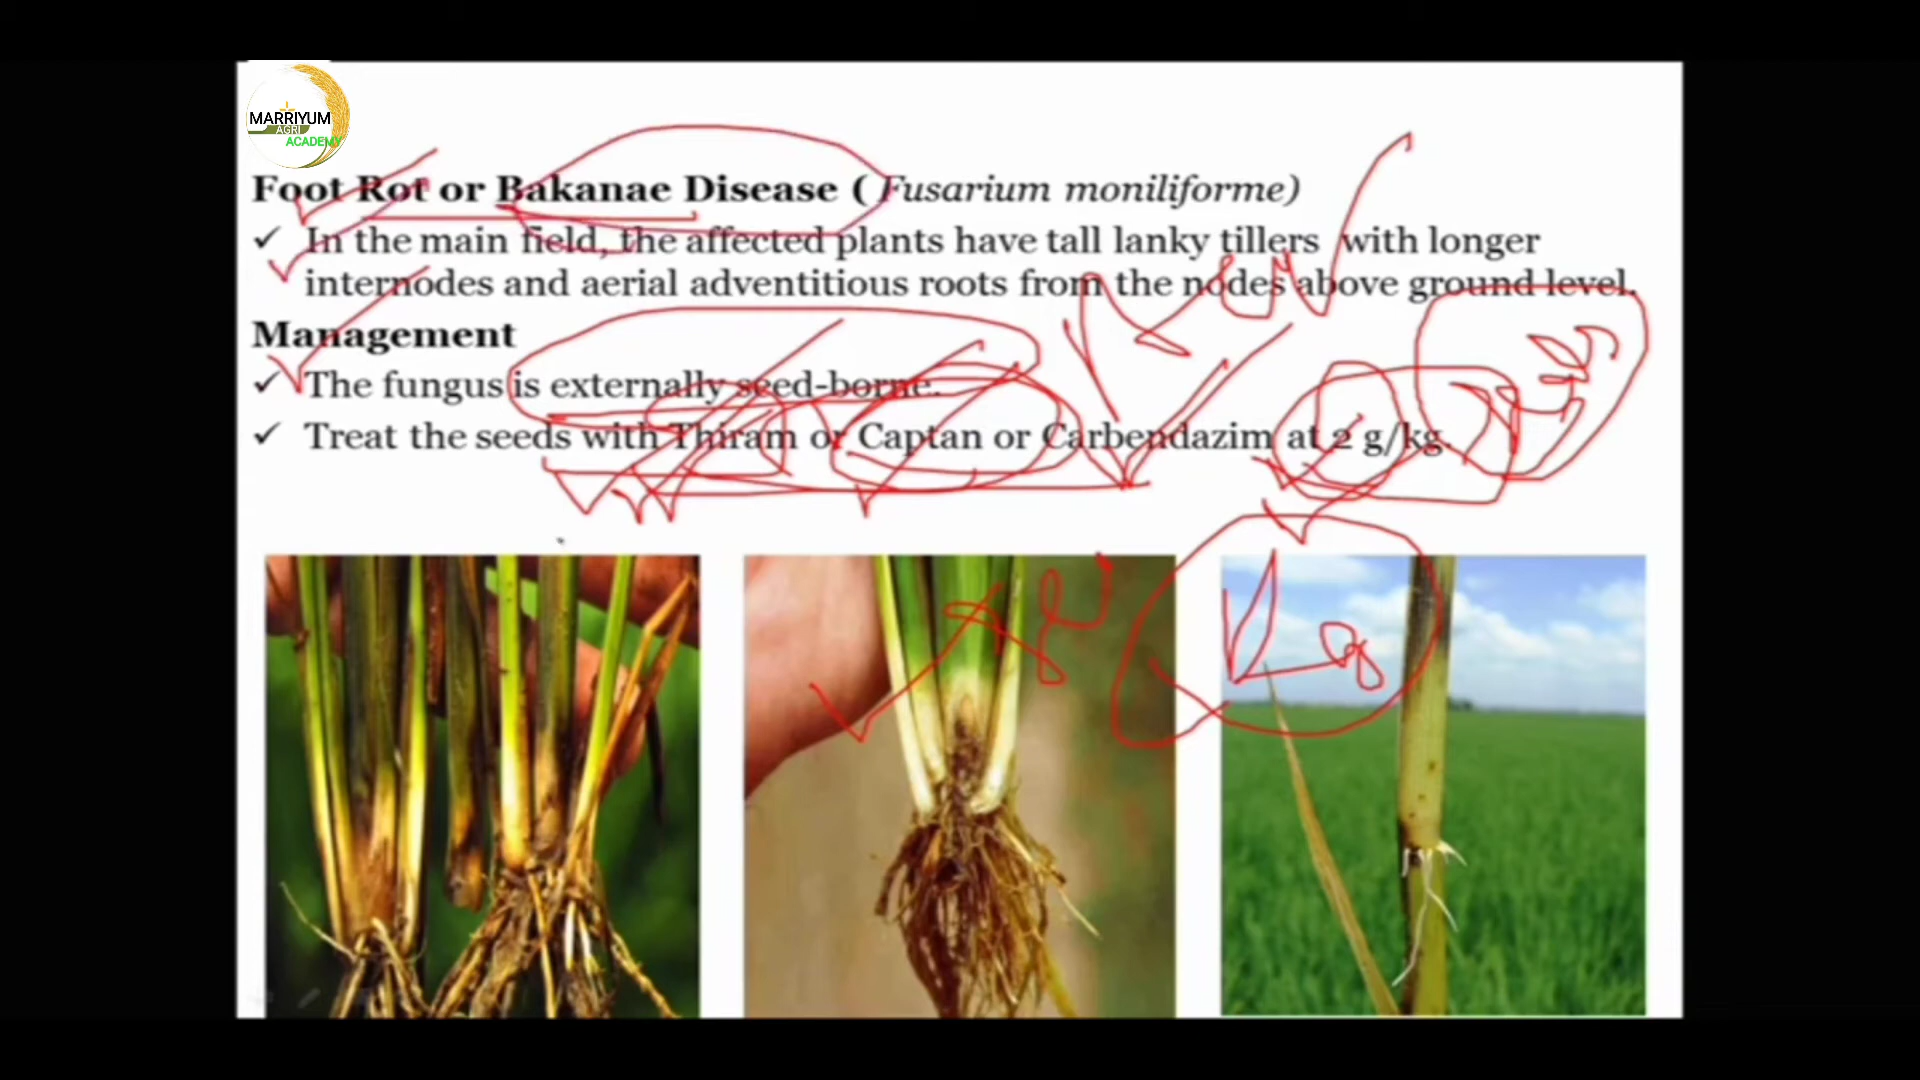 MARRIYUM
AGRI
ACADEMY
Foot Rot or Bakanae Disease ( Fusarium moniliforme)
✓ In the main field, the affected plants have tall lanky tillers with longer
internodes and aerial adventitious roots from the nodes above ground level.
Management
✓ The fungus is externally seed-borne.
✓ Treat the seeds with Thiram or Captan or Carbendazim at 2 g/kg.